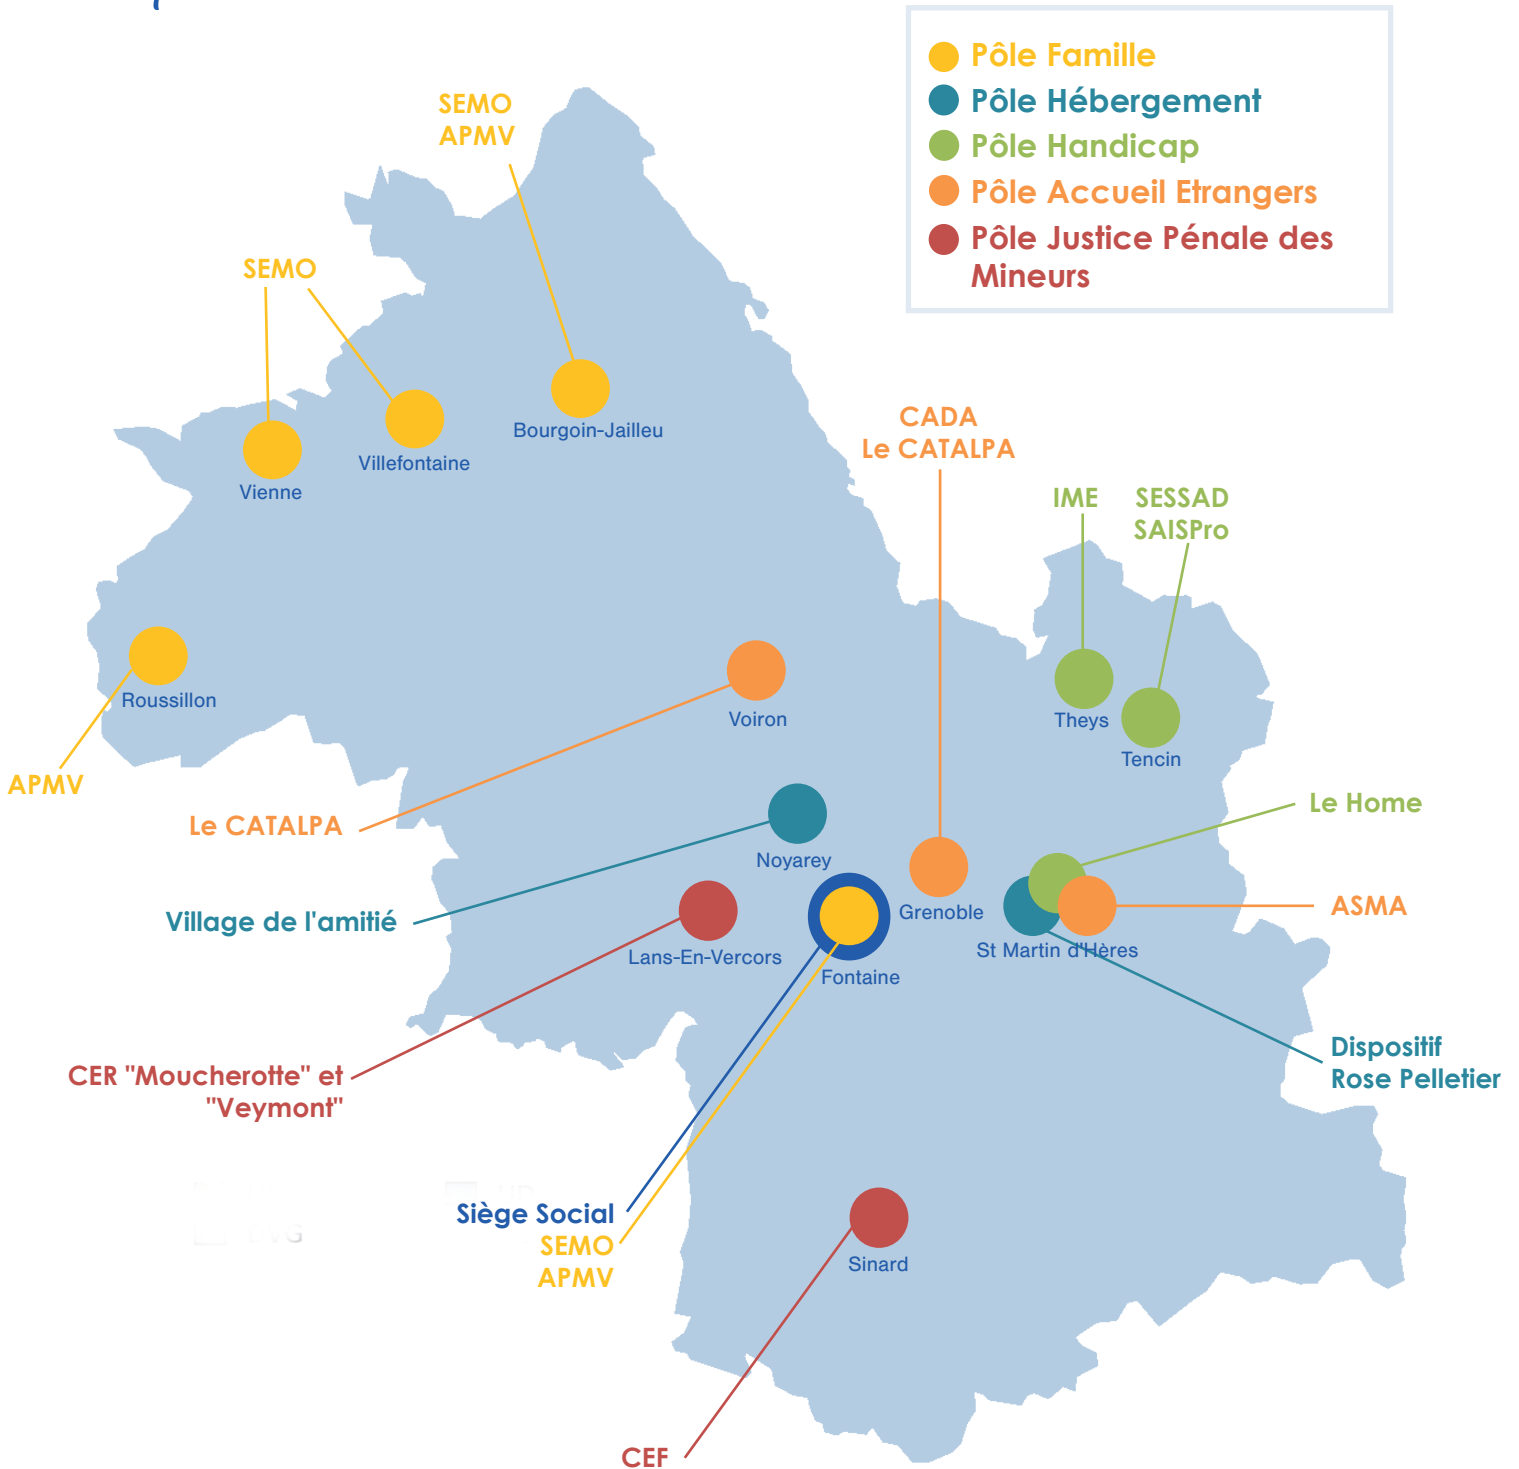 Pôle Famille
Pôle Hébergement
Pôle Handicap
Pôle Accueil Etrangers
Pôle Justice Pénale des
Mineurs
SEMO
APMV
SEMO
Bourgoin-Jailleu
Villefontaine
Vienne
CADA
Le CATALPA
IME
SESSAD
SAISPro
Roussillon
Voiron
Theys
Tencin
APMV
Le CATALPA
Le Home
Noyarey
Village de l'amitié
Grenoble
ASMA
Lans-En-Vercors
St Martin d'Hères
Fontaine
CER "Moucherotte" et
"Veymont"
Dispositif
Rose Pelletier
Siège Social
SEMO
APMV
Sinard
CEF